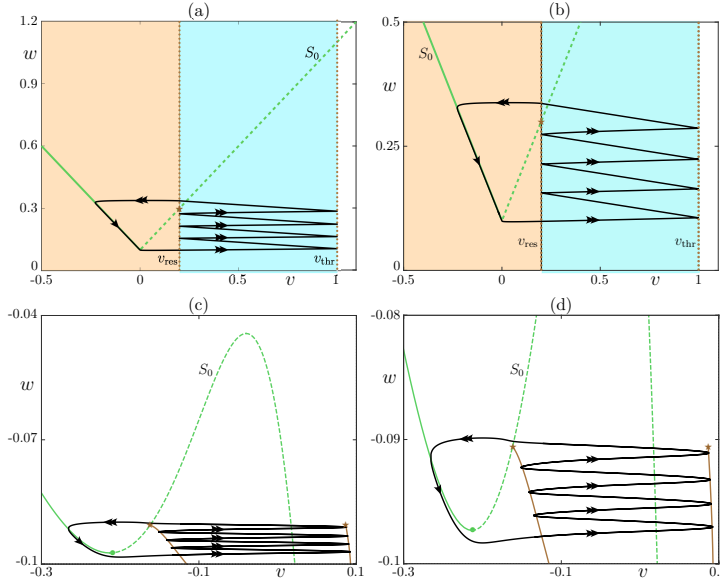 (a)
1.2
w
0.9
0.6
0.3
0
S0
vres
vthr
-0.5
0
0.5
v
1
(b)
0.5
w
0.25
0
S0
vres
vthr
-0.5
0
0.5
v
1
(c)
-0.04
w
-0.07
-0.1
S0
-0.3
-0.1
v
0.1
(d)
-0.08
w
-0.09
-0.1
S0
-0.3
-0.1
v
0.